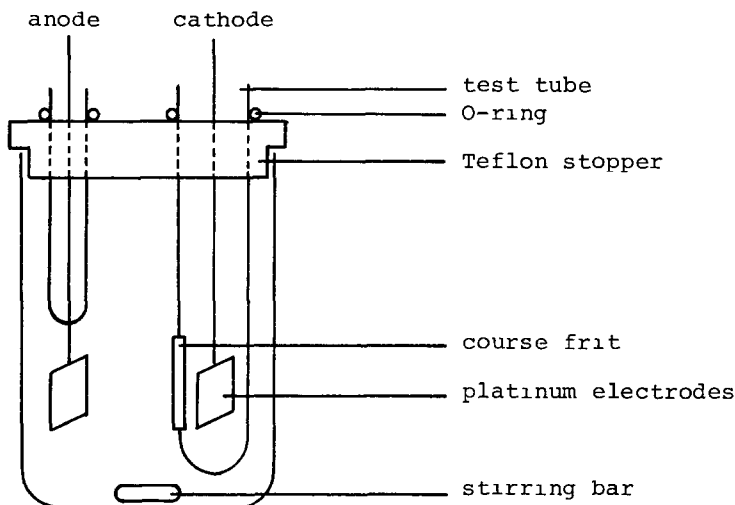 anode
cathode
test tube
O-ring
Teflon stopper
course frit
platinum electrodes
stirring bar